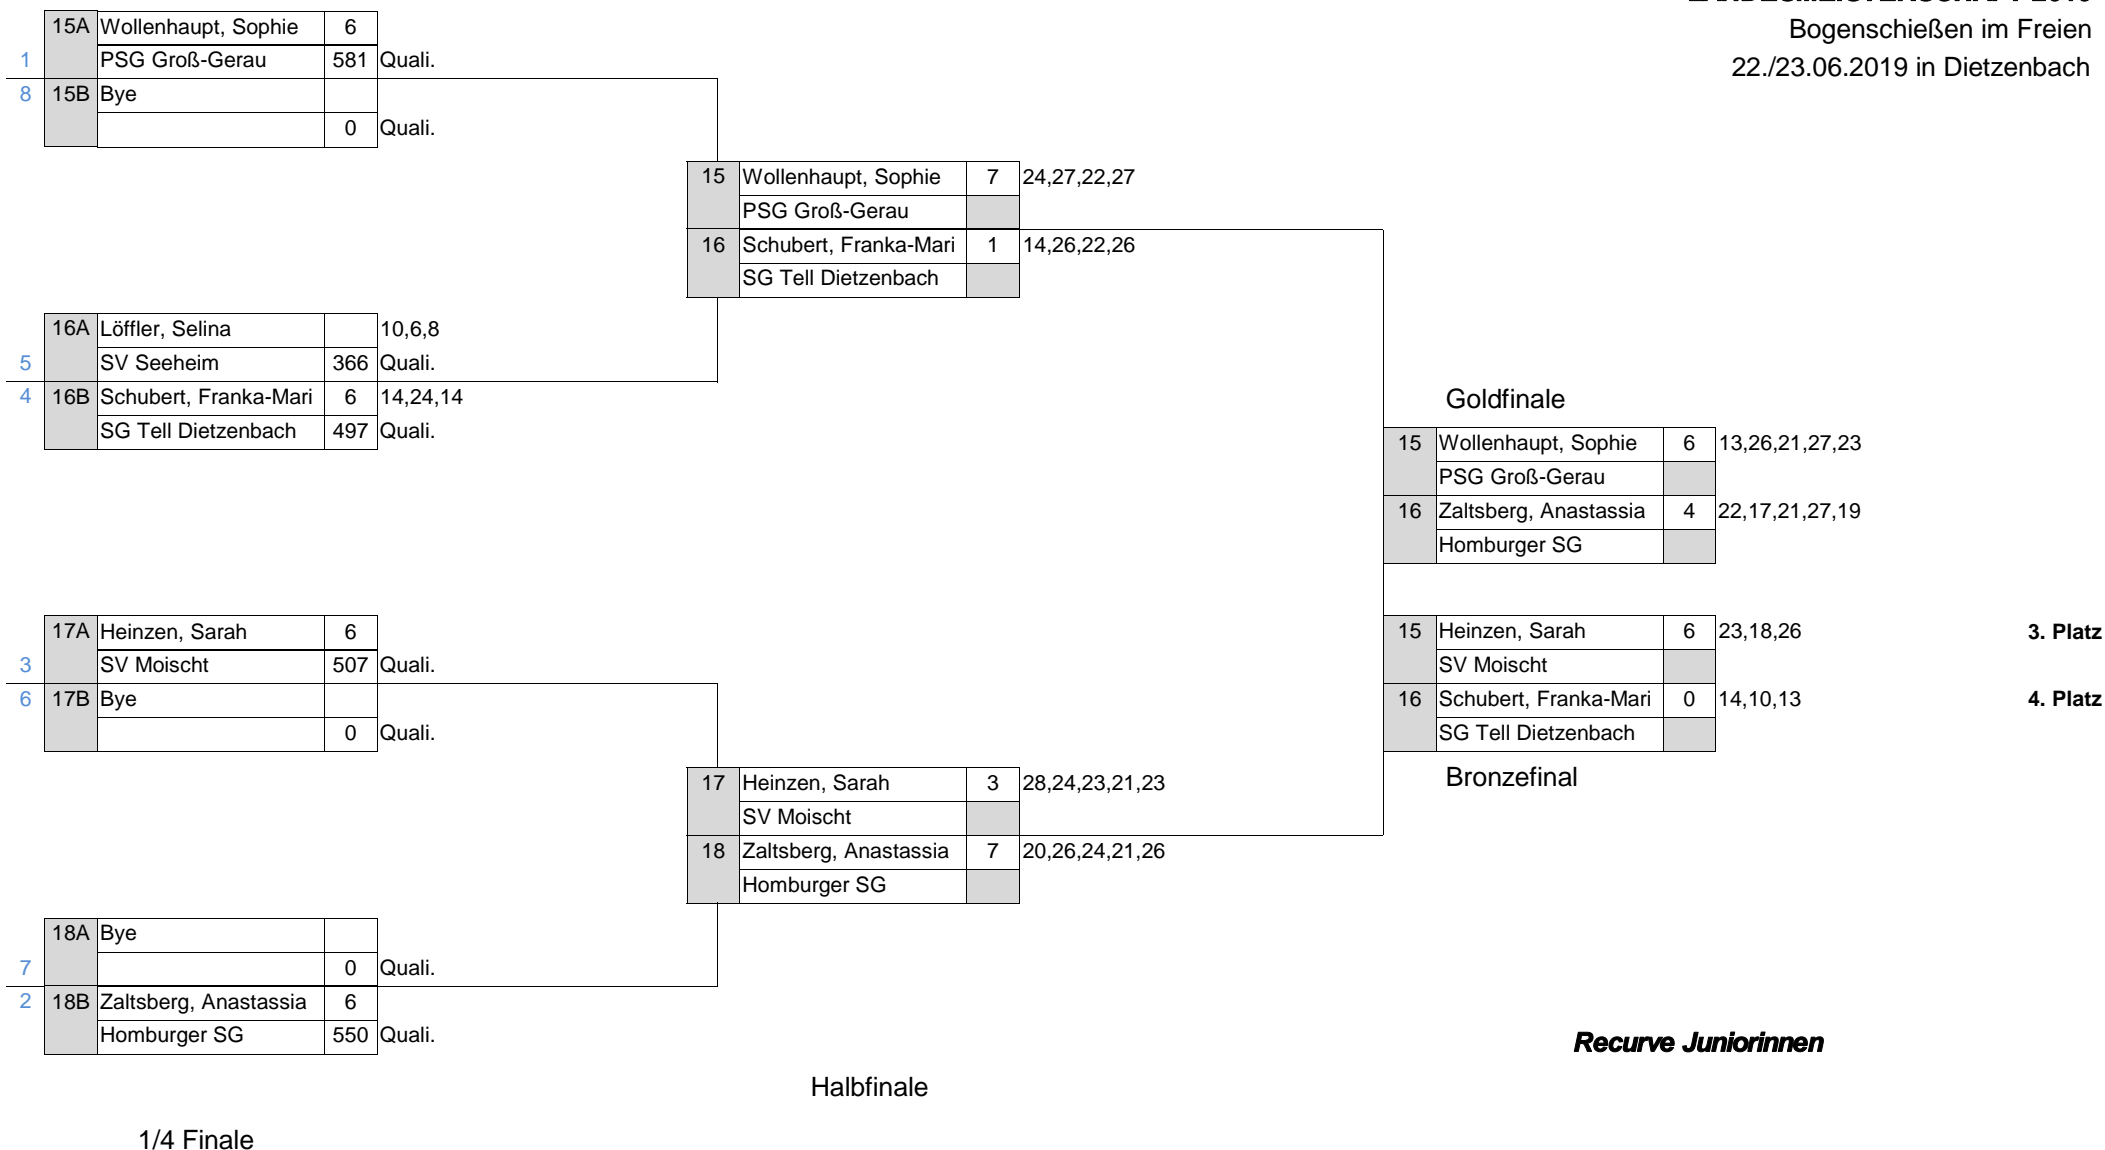 15A Wollenhaupt, Sophie 6
1 PSG Groß-Gerau 581 Quali.
8 15B Bye
0 Quali.
16A Löffler, Selina 10,6,8
5 SV Seeheim 366 Quali.
4 16B Schubert, Franka-Mari 6 14,24,14
SG Tell Dietzenbach 497 Quali.
17A Heinzen, Sarah 6
3 SV Moischt 507 Quali.
6 17B Bye
0 Quali.
18A Bye
7 0 Quali.
2 18B Zaltsberg, Anastassia 6
Homburger SG 550 Quali.
1/4 Finale
15 Wollenhaupt, Sophie 7 24,27,22,27
PSG Groß-Gerau
16 Schubert, Franka-Mari 1 14,26,22,26
SG Tell Dietzenbach
17 Heinzen, Sarah 3 28,24,23,21,23
SV Moischt
18 Zaltsberg, Anastassia 7 20,26,24,21,26
Homburger SG
Halbfinale
Bogenschießen im Freien
22./23.06.2019 in Dietzenbach
Goldfinale
15 Wollenhaupt, Sophie 6 13,26,21,27,23
PSG Groß-Gerau
16 Zaltsberg, Anastassia 4 22,17,21,27,19
Homburger SG
15 Heinzen, Sarah 6 23,18,26 3. Platz
SV Moischt
16 Schubert, Franka-Mari 0 14,10,13 4. Platz
SG Tell Dietzenbach
Bronzefinal
Recurve Juniorinnen